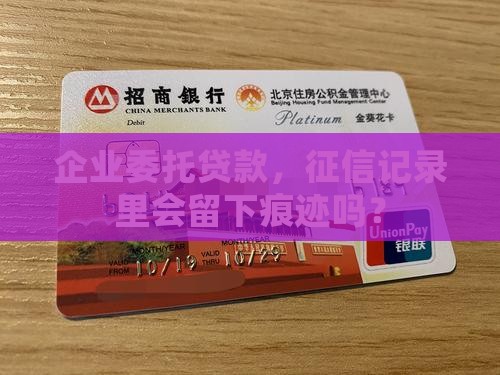 招商银行
CHINA MERCHANTS BANK
Debit
北京住房公积金管理中心
Beijing Housing Fund Management Center
Platinum 金葵花卡
企业委托贷款，征信记录
里会留下痕迹吗？
MONTH/YEAR MONTH/YEAR
VALID FROM 10/19 VALID THRU 10/29
UnionPay
银联